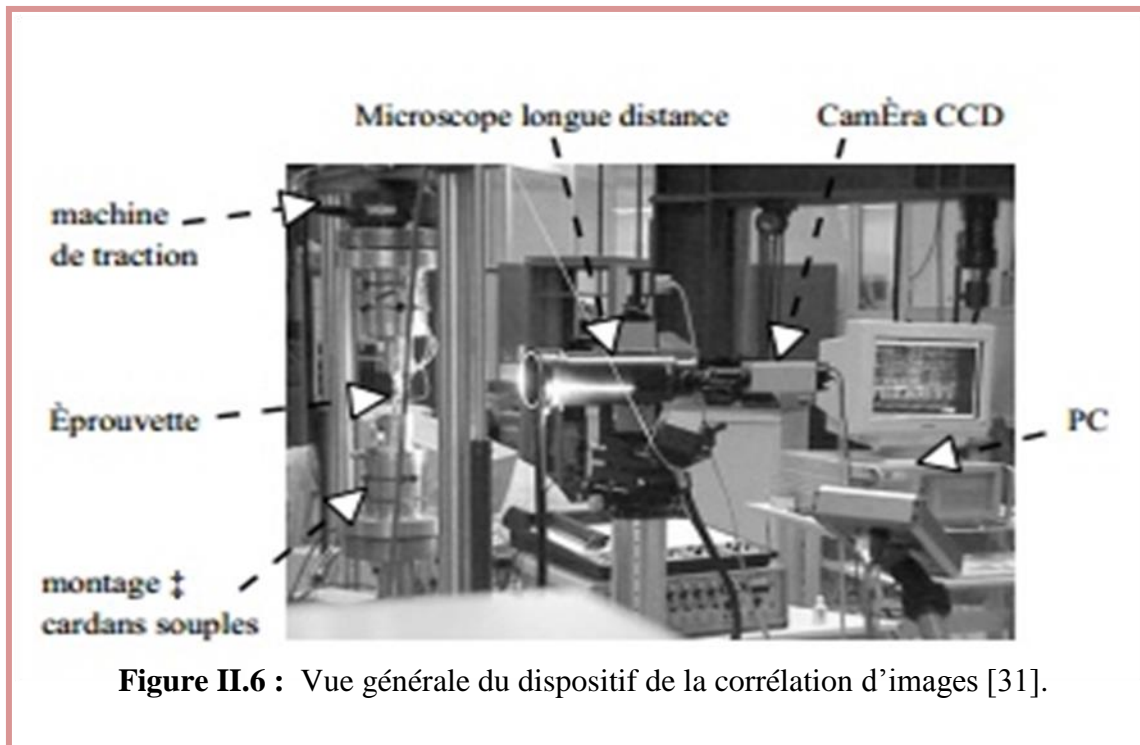 Microscope longue distance
CamÈra CCD
machine
de traction
Èprouvette
PC
montage ‡
cardans souples
Figure II.6 : Vue générale du dispositif de la corrélation d’images [31].